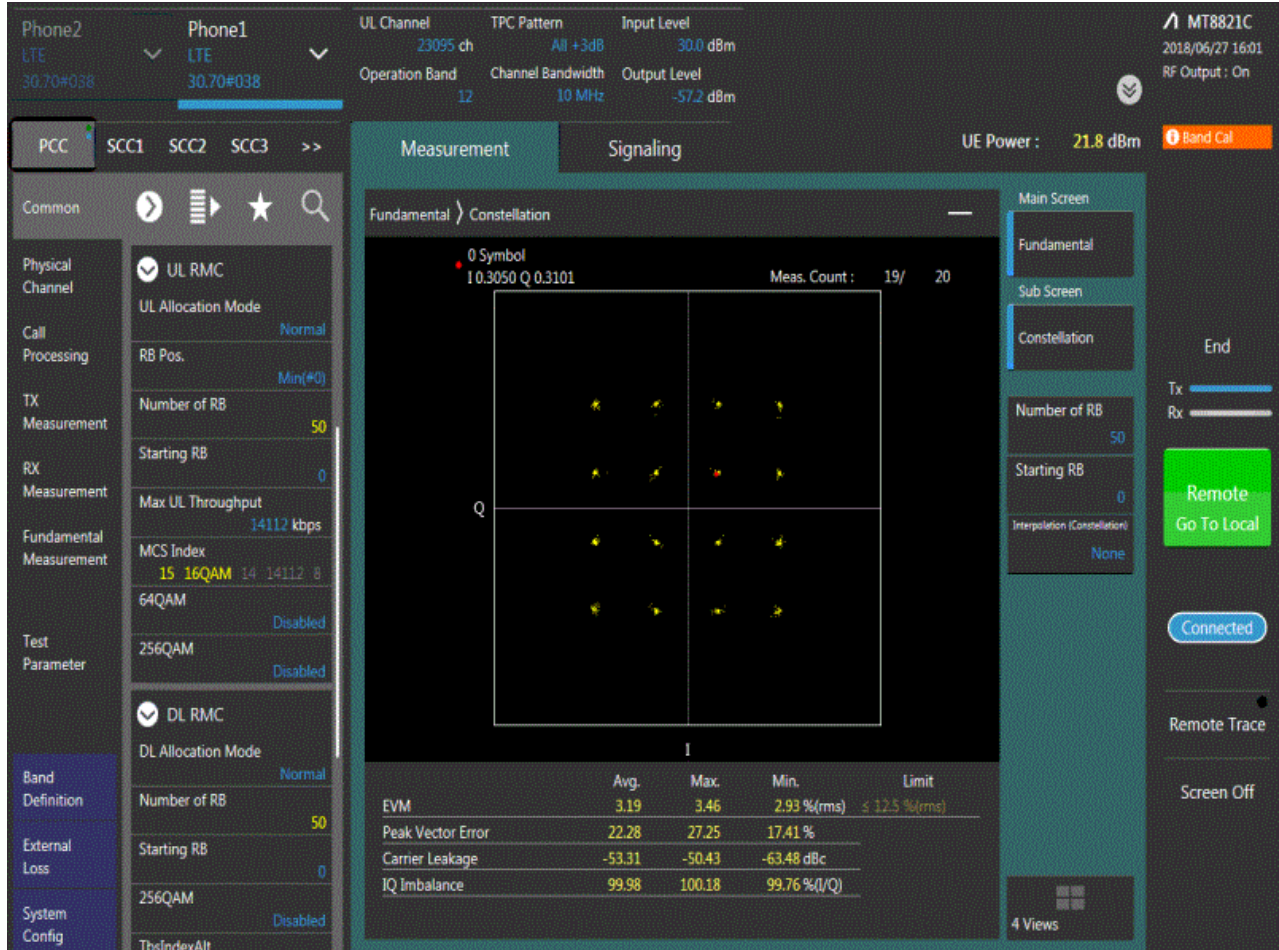 Phone2
LTE
30.70#038
Phone1
LTE
30.70#038
UL Channel
23095 ch
TPC Pattern
All +3dB
Input Level
30.0 dBm
Operation Band
12
Channel Bandwidth
10 MHz
Output Level
-57.2 dBm
MT8821C
2018/06/27 16:01
RF Output : On
PCC SCC1 SCC2 SCC3 >>
Measurement Signaling
UE Power : 21.8 dBm
Band Cal
Common
Physical
Channel
Call
Processing
TX
Measurement
RX
Measurement
Fundamental
Measurement
Test
Parameter
Band
Definition
External
Loss
System
Config
UL RMC
UL Allocation Mode
Normal
RB Pos.
Min(#0)
Number of RB
50
Starting RB
0
Max UL Throughput
14112 kbps
MCS Index
15 16QAM 14 14112 8
64QAM
Disabled
256QAM
Disabled
DL RMC
DL Allocation Mode
Normal
Number of RB
50
Starting RB
0
256QAM
Disabled
TbsIndexAlt
Fundamental > Constellation
0 Symbol
I 0.3050 Q 0.3101
Meas. Count : 19/ 20
Q
I
Avg. Max. Min. Limit
EVM 3.19 3.46 2.93 %(rms) ≤ 12.5 %(rms)
Peak Vector Error 22.28 27.25 17.41 %
Carrier Leakage -53.31 -50.43 -63.48 dBc
IQ Imbalance 99.98 100.18 99.76 %(I/Q)
Main Screen
Fundamental
Sub Screen
Constellation
Number of RB
50
Starting RB
0
Interpolation (Constellation)
None
4 Views
End
Tx
Rx
Remote
Go To Local
Connected
Remote Trace
Screen Off